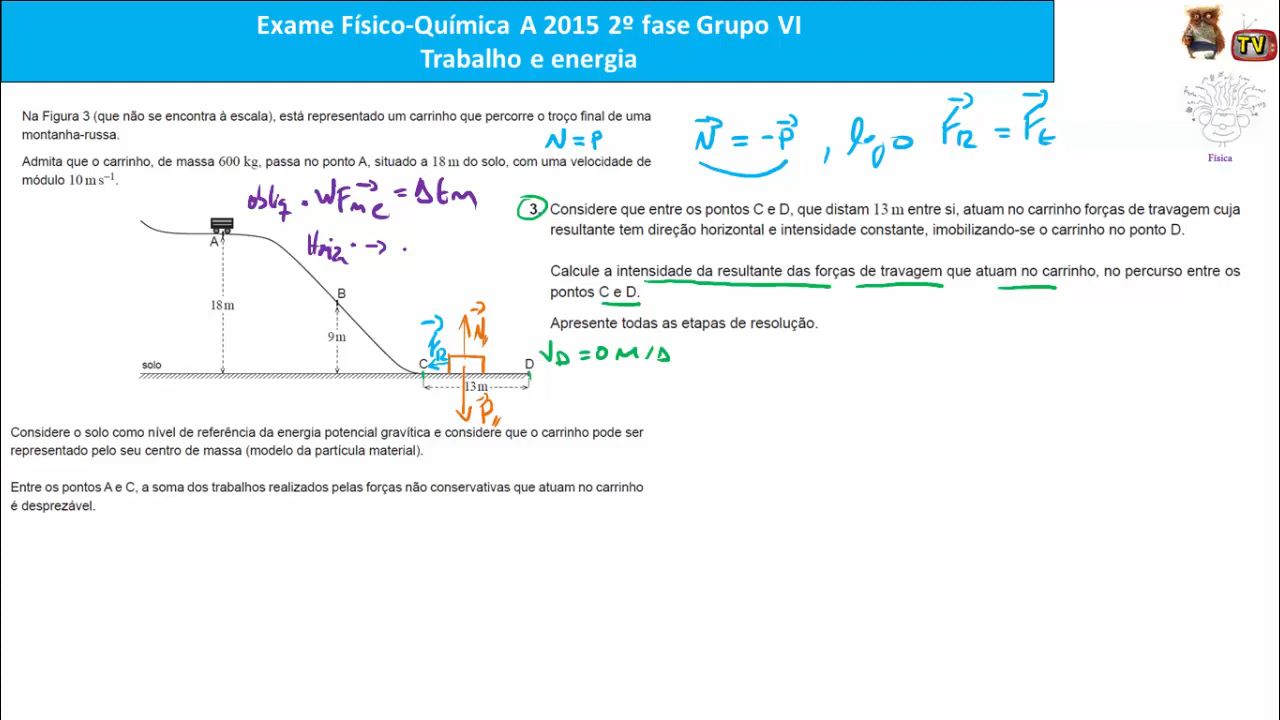 Exame Físico-Química A 2015 2º fase Grupo VI
Trabalho e energia
TV
Física
Na Figura 3 (que não se encontra à escala), está representado um carrinho que percorre o troço final de uma
montanha-russa.
N = P
Admita que o carrinho, de massa 600 kg, passa no ponto A, situado a 18 m do solo, com uma velocidade de
módulo 10 m s⁻¹.
N = -P , logo FR = Ft
obliq • WFmc = ΔEm
Horiz • → •
A
18 m
B
9 m
solo
C
D
13 m
FR
N
P
3. Considere que entre os pontos C e D, que distam 13 m entre si, atuam no carrinho forças de travagem cuja
resultante tem direção horizontal e intensidade constante, imobilizando-se o carrinho no ponto D.
Calcule a intensidade da resultante das forças de travagem que atuam no carrinho, no percurso entre os
pontos C e D.
Apresente todas as etapas de resolução.
VD = 0 m/s
Considere o solo como nível de referência da energia potencial gravítica e considere que o carrinho pode ser
representado pelo seu centro de massa (modelo da partícula material).
Entre os pontos A e C, a soma dos trabalhos realizados pelas forças não conservativas que atuam no carrinho
é desprezável.